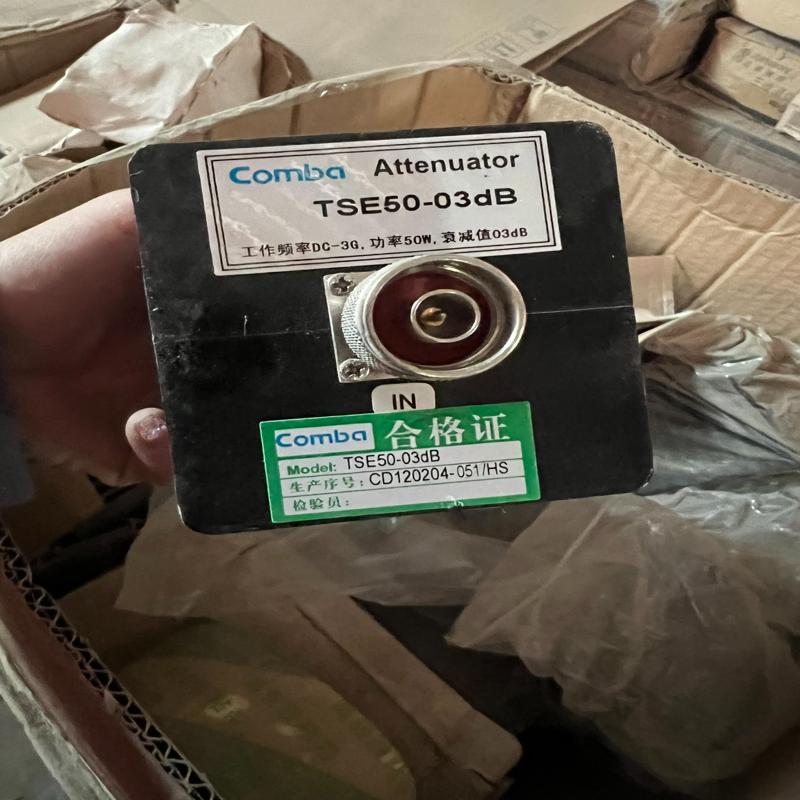 Comba Attenuator
TSE50-03dB
工作频率DC-3G, 功率50W, 衰减值03dB
IN
Comba 合格证
Model: TSE50-03dB
生产序号: CD120204-051/HS
检验员: